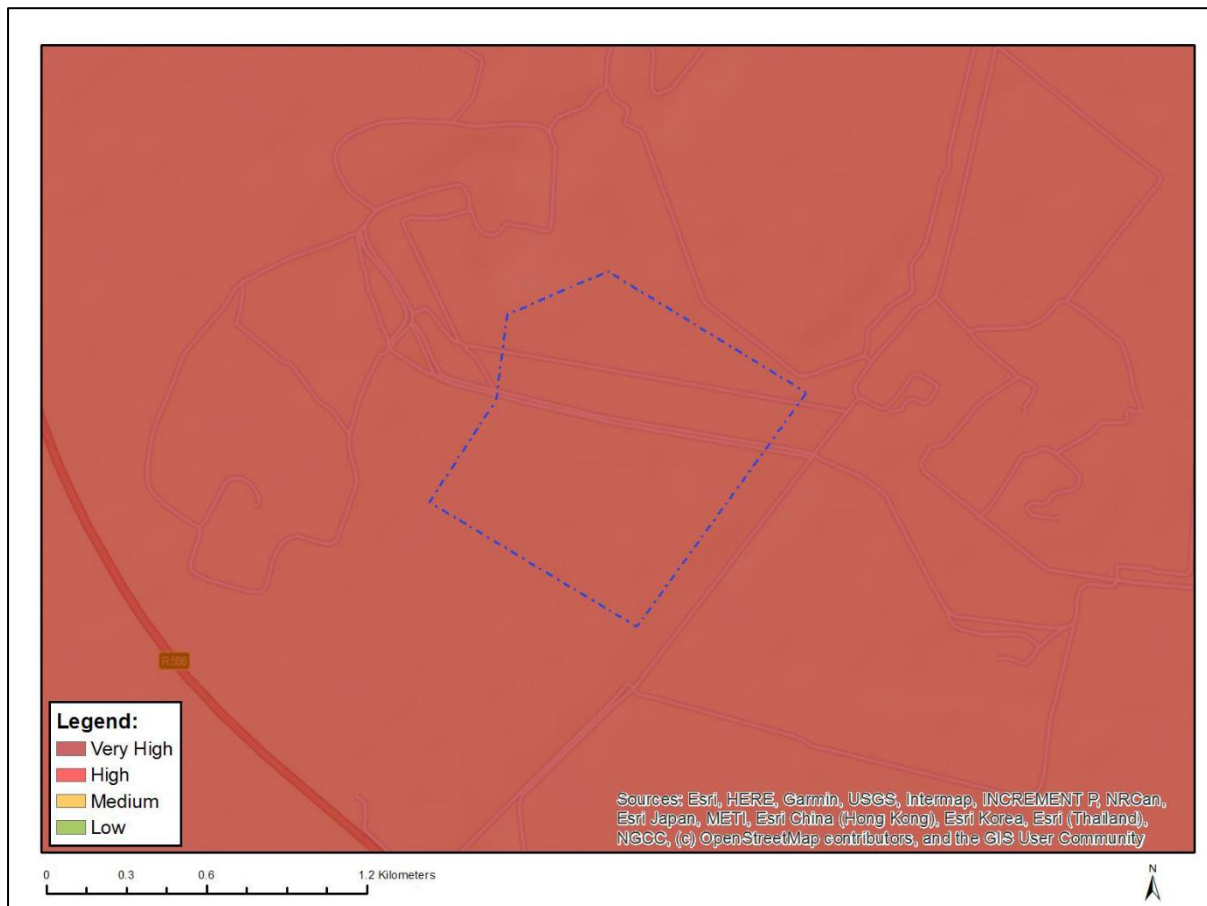 R 556
Legend:
Very High
High
Medium
Low
Sources: Esri, HERE, Garmin, USGS, Intermap, INCREMENT P, NRCan,
Esri Japan, METI, Esri China (Hong Kong), Esri Korea, Esri (Thailand),
NGCC, (c) OpenStreetMap contributors, and the GIS User Community
0 0.3 0.6 1.2 Kilometers
N